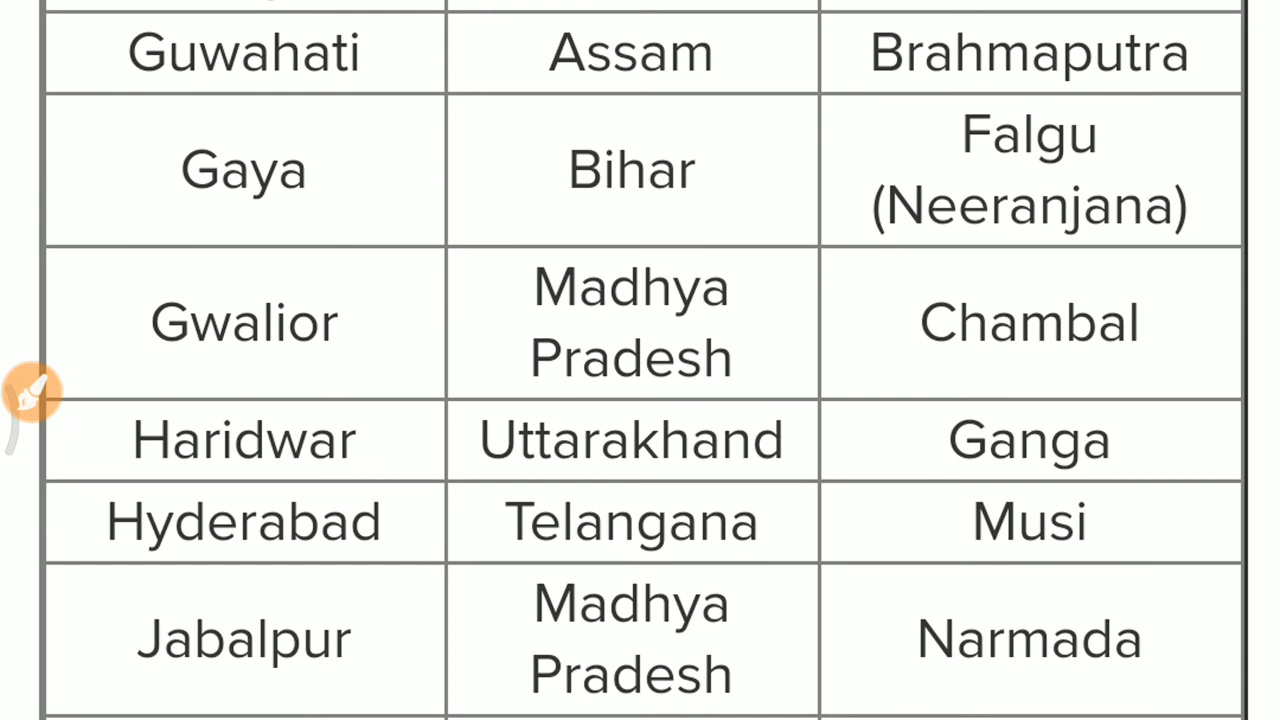 Guwahati Assam Brahmaputra
Gaya Bihar Falgu
(Neeranjana)
Gwalior Madhya
Pradesh Chambal
Haridwar Uttarakhand Ganga
Hyderabad Telangana Musi
Jabalpur Madhya
Pradesh Narmada